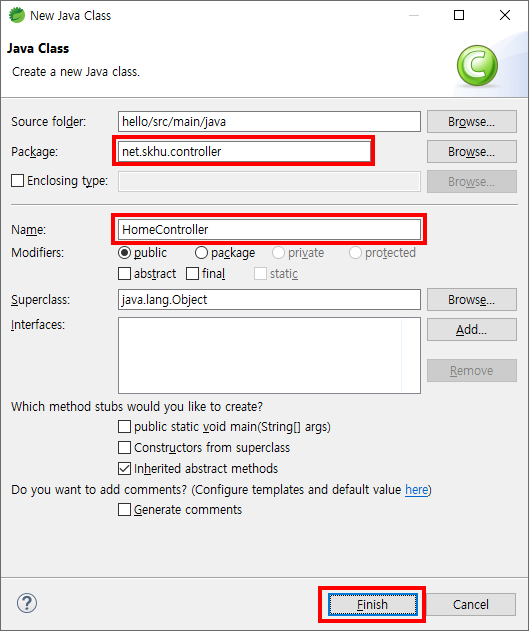 New Java Class
Java Class
Create a new Java class.
Source folder: hello/src/main/java Browse...
Package: net.skhu.controller Browse...
Enclosing type: Browse...
Name: HomeController
Modifiers: public package private protected
abstract final static
Superclass: java.lang.Object Browse...
Interfaces: Add...
Remove
Which method stubs would you like to create?
public static void main(String[] args)
Constructors from superclass
Inherited abstract methods
Do you want to add comments? (Configure templates and default value here)
Generate comments
? Finish Cancel